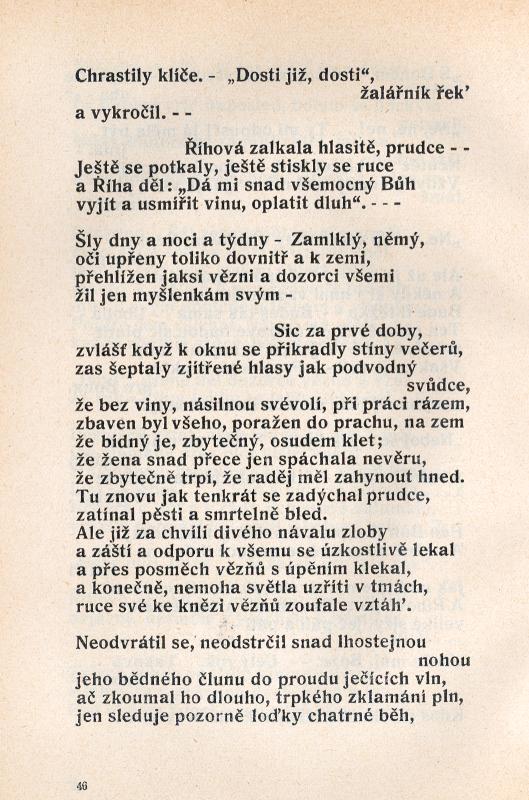 Chrastily klíče. - „Dosti již, dosti“,
žalářník řek’
a vykročil. - -
Říhová zalkala hlasitě, prudce - -
Ještě se potkaly, ještě stiskly se ruce
a Říha děl: „Dá mi snad všemocný Bůh
vyjít a usmířit vinu, oplatit dluh“. - - -
Šly dny a noci a týdny - Zamlklý, němý,
oči upřeny toliko dovnitř a k zemi,
přehlížen jaksi vězni a dozorci všemi
žil jen myšlenkám svým -
Sic za prvé doby,
zvlášť když k oknu se přikradly stíny večerů,
zas šeptaly zjitřené hlasy jak podvodný
svůdce,
že bez viny, násilnou svévolí, při práci rázem,
zbaven byl všeho, poražen do prachu, na zem
že bídný je, zbytečný, osudem klet;
že žena snad přece jen spáchala nevěru,
že zbytečně trpí, že raděj měl zahynout hned.
Tu znovu jak tenkrát se zadýchal prudce,
zatínal pěsti a smrtelně bled.
Ale již za chvíli divého návalu zloby
a záští a odporu k všemu se úzkostlivě lekal
a přes posměch vězňů s úpěním klekal,
a konečně, nemoha světla uzříti v tmách,
ruce své ke knězi vězňů zoufale vztáh’.
Neodvrátil se, neodstrčil snad lhostejnou
nohou
jeho bědného člunu do proudu ječících vln,
ač zkoumal ho dlouho, trpkého zklamání pln,
jen sleduje pozorně loďky chatrné běh,
46